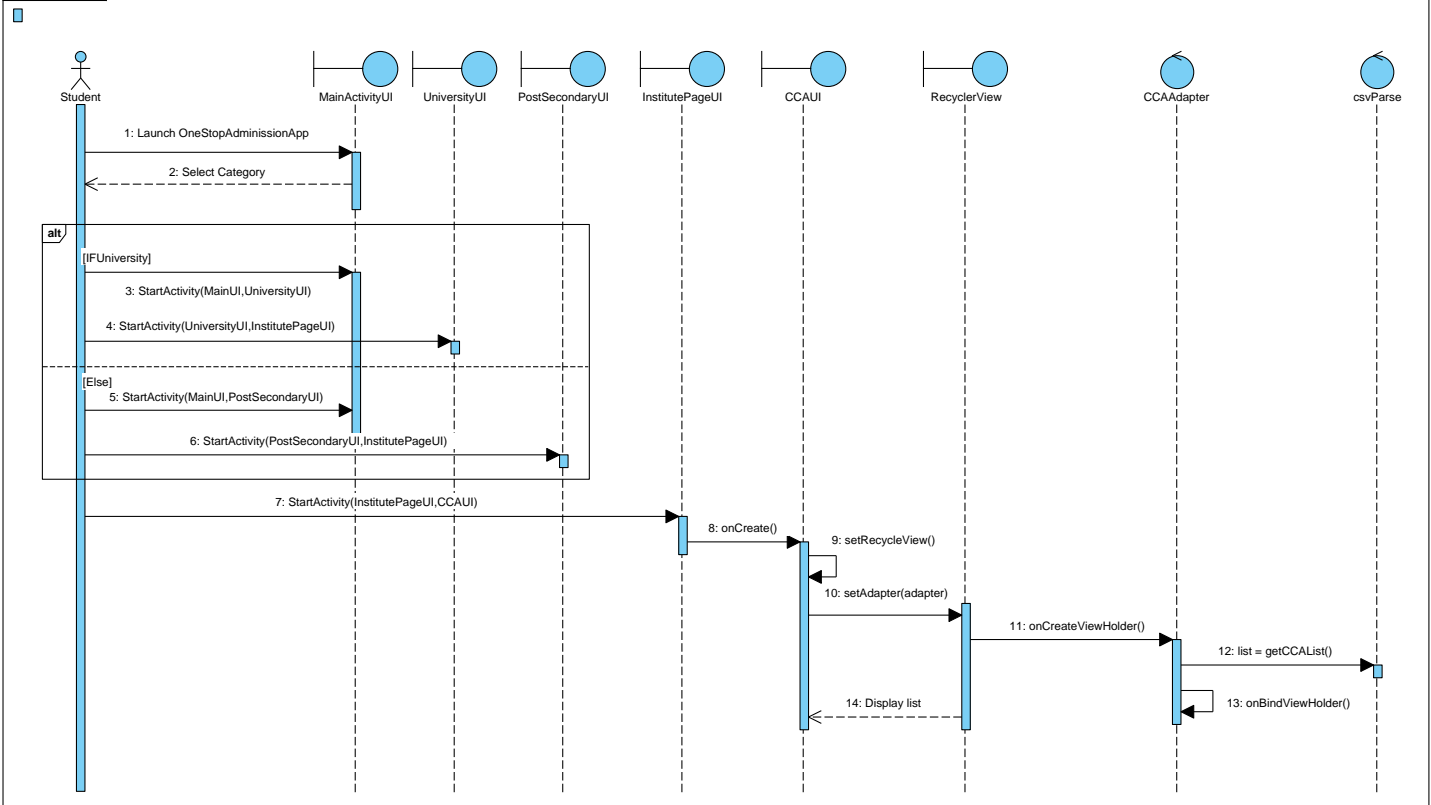 Student
MainActivityUI
UniversityUI
PostSecondaryUI
InstitutePageUI
CCAUI
RecyclerView
CCAAdapter
csvParse
1: Launch OneStopAdminissionApp
2: Select Category
alt
[IFUniversity]
3: StartActivity(MainUI,UniversityUI)
4: StartActivity(UniversityUI,InstitutePageUI)
[Else]
5: StartActivity(MainUI,PostSecondaryUI)
6: StartActivity(PostSecondaryUI,InstitutePageUI)
7: StartActivity(InstitutePageUI,CCAUI)
8: onCreate()
9: setRecycleView()
10: setAdapter(adapter)
11: onCreateViewHolder()
12: list = getCCAList()
13: onBindViewHolder()
14: Display list